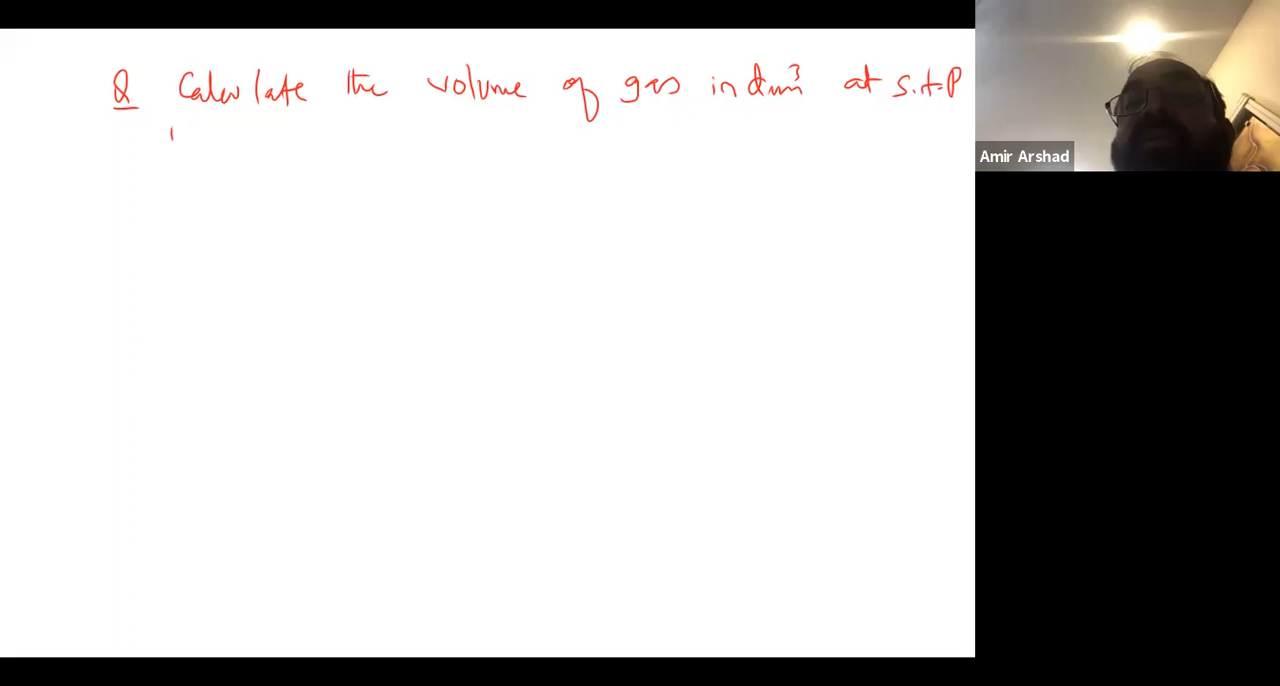 Q Calculate the volume of gas in dm³ at s.t.P
Amir Arshad